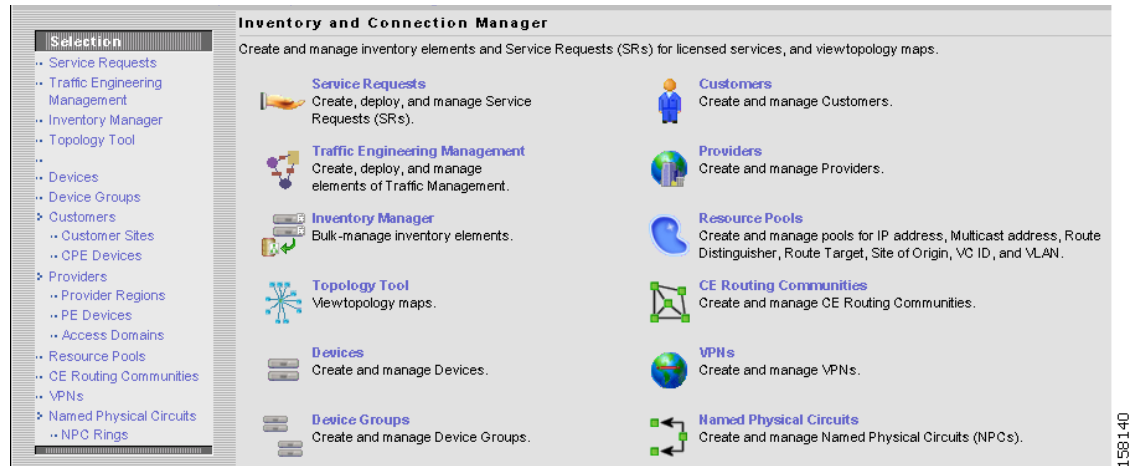 Inventory and Connection Manager
Create and manage inventory elements and Service Requests (SRs) for licensed services, and viewtopology maps.
Selection
Service Requests
Traffic Engineering
Management
Inventory Manager
Topology Tool
Devices
Device Groups
Customers
Customer Sites
CPE Devices
Providers
Provider Regions
PE Devices
Access Domains
Resource Pools
CE Routing Communities
VPNs
Named Physical Circuits
NPC Rings
Service Requests
Create, deploy, and manage Service
Requests (SRs).
Traffic Engineering Management
Create, deploy, and manage
elements of Traffic Management.
Inventory Manager
Bulk-manage inventory elements.
Topology Tool
Viewtopology maps.
Devices
Create and manage Devices.
Device Groups
Create and manage Device Groups.
Customers
Create and manage Customers.
Providers
Create and manage Providers.
Resource Pools
Create and manage pools for IP address, Multicast address, Route
Distinguisher, Route Target, Site of Origin, VC ID, and VLAN.
CE Routing Communities
Create and manage CE Routing Communities.
VPNs
Create and manage VPNs.
Named Physical Circuits
Create and manage Named Physical Circuits (NPCs).
158140